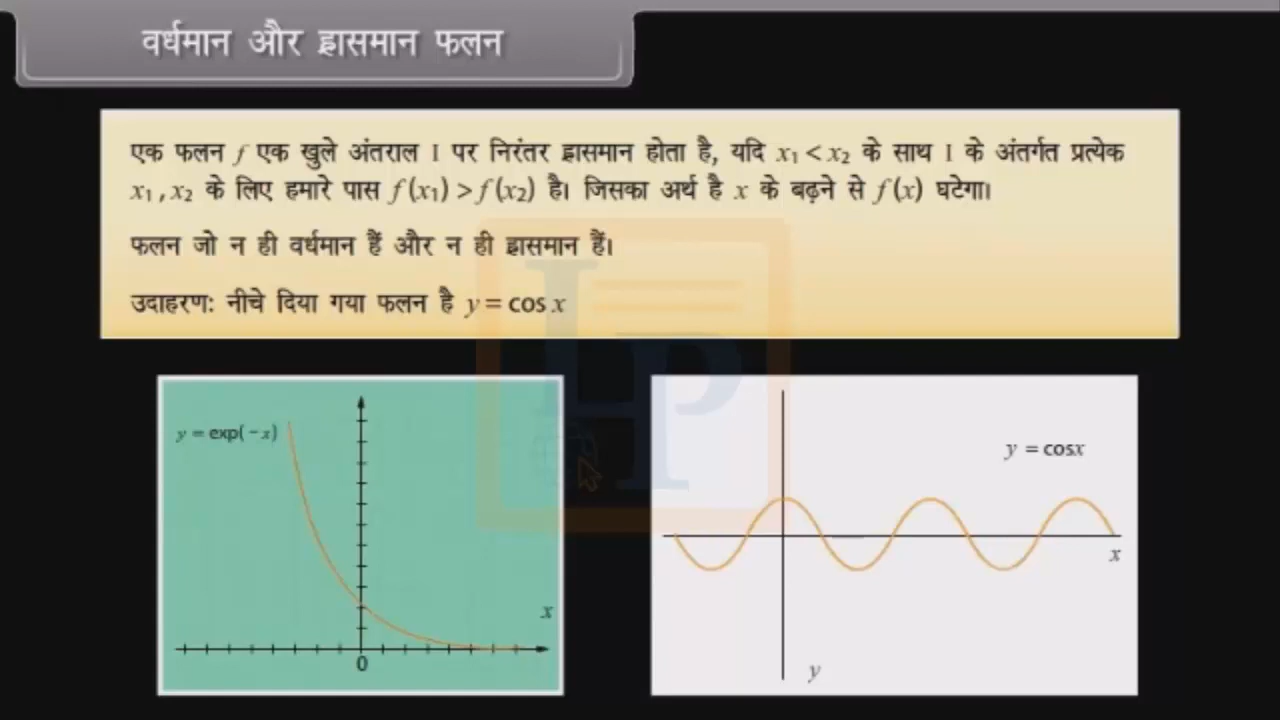 वर्धमान और ह्रासमान फलन
एक फलन f एक खुले अंतराल I पर निरंतर ह्रासमान होता है, यदि x₁ < x₂ के साथ I के अंतर्गत प्रत्येक
x₁ , x₂ के लिए हमारे पास f (x₁) > f (x₂) है। जिसका अर्थ है x के बढ़ने से f (x) घटेगा।
फलन जो न ही वर्धमान हैं और न ही ह्रासमान हैं।
उदाहरण: नीचे दिया गया फलन है y = cos x
y = exp( − x)
x
0
y = cosx
x
y